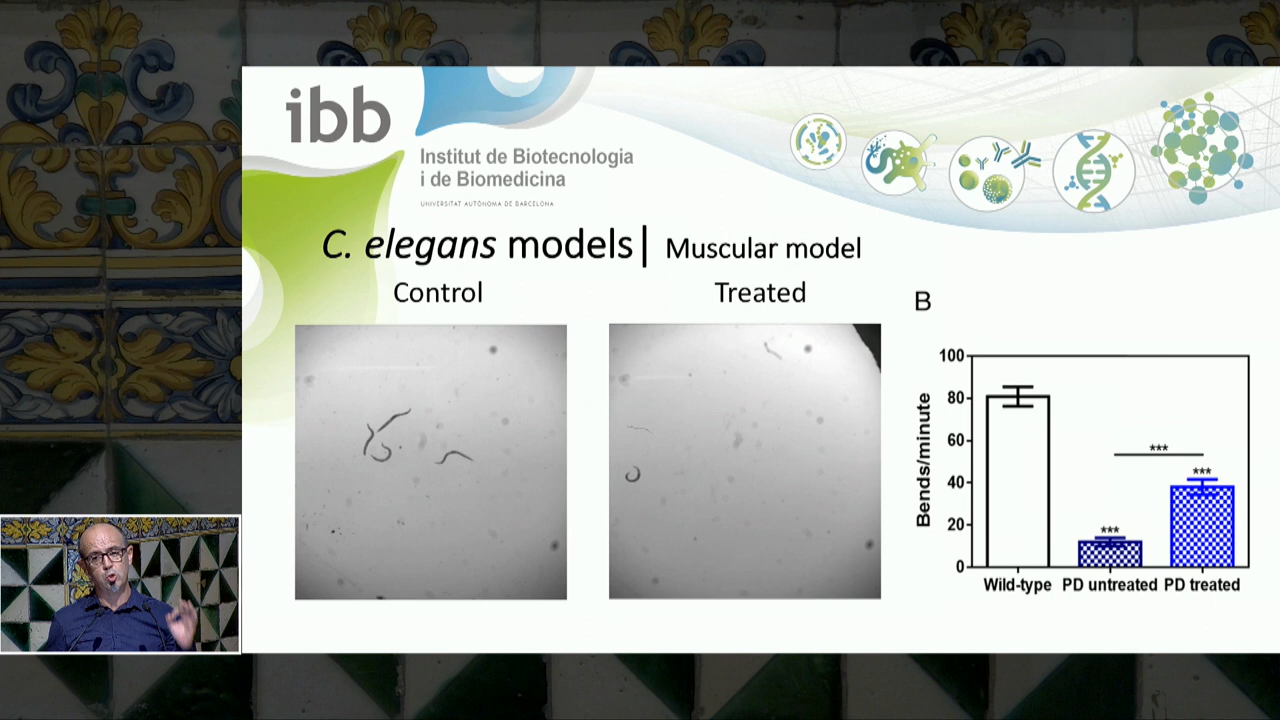 ibb
Institut de Biotecnologia
i de Biomedicina
UNIVERSITAT AUTÒNOMA DE BARCELONA
C. elegans models| Muscular model
Control
Treated
B
Bends/minute
100
80
60
40
20
0
***
***
***
Wild-type
PD untreated
PD treated